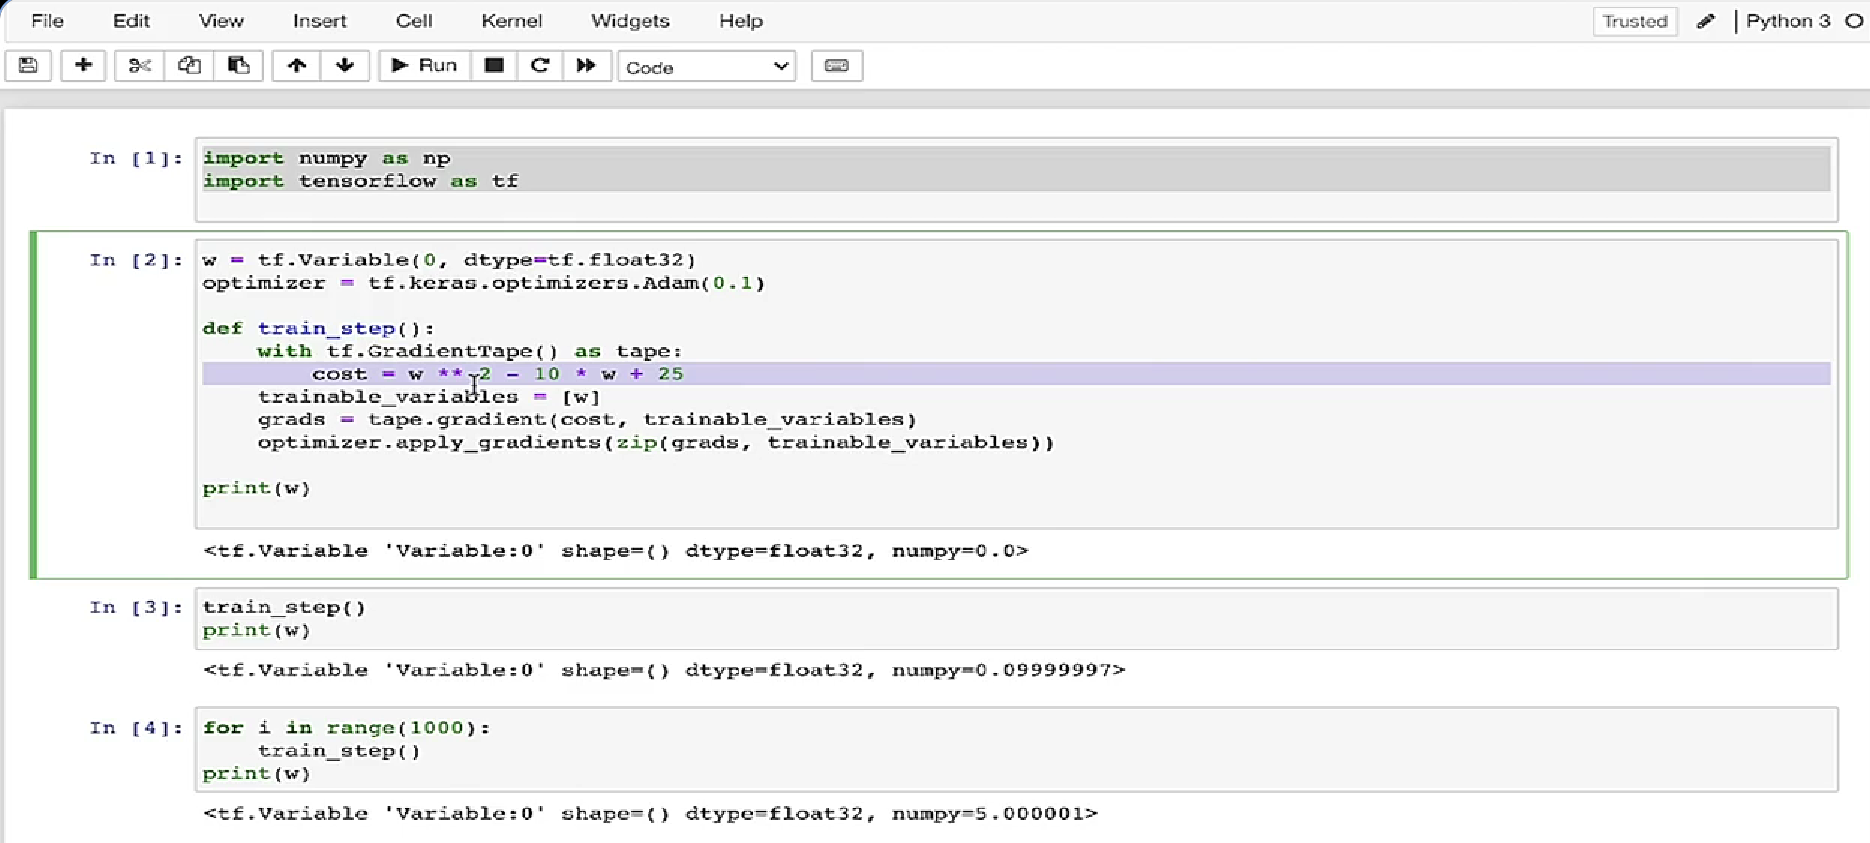 File Edit View Insert Cell Kernel Widgets Help Trusted Python 3
Run Code
In [1]: import numpy as np
import tensorflow as tf
In [2]: w = tf.Variable(0, dtype=tf.float32)
optimizer = tf.keras.optimizers.Adam(0.1)
def train_step():
with tf.GradientTape() as tape:
cost = w ** 2 - 10 * w + 25
trainable_variables = [w]
grads = tape.gradient(cost, trainable_variables)
optimizer.apply_gradients(zip(grads, trainable_variables))
print(w)
<tf.Variable 'Variable:0' shape=() dtype=float32, numpy=0.0>
In [3]: train_step()
print(w)
<tf.Variable 'Variable:0' shape=() dtype=float32, numpy=0.09999997>
In [4]: for i in range(1000):
train_step()
print(w)
<tf.Variable 'Variable:0' shape=() dtype=float32, numpy=5.000001>